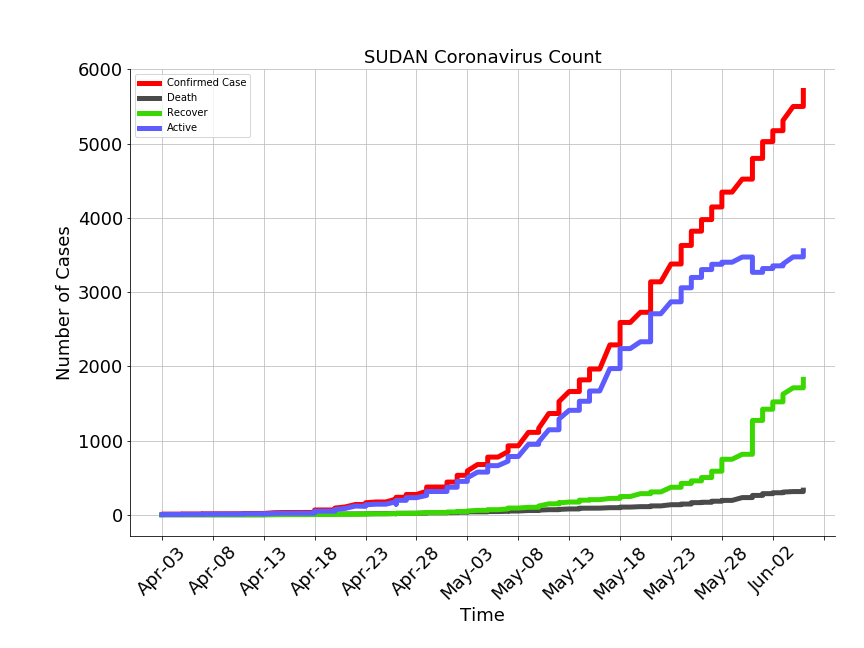 SUDAN Coronavirus Count
Confirmed Case
Death
Recover
Active
6000
5000
4000
3000
2000
1000
0
Number of Cases
Apr-03 Apr-08 Apr-13 Apr-18 Apr-23 Apr-28 May-03 May-08 May-13 May-18 May-23 May-28 Jun-02
Time